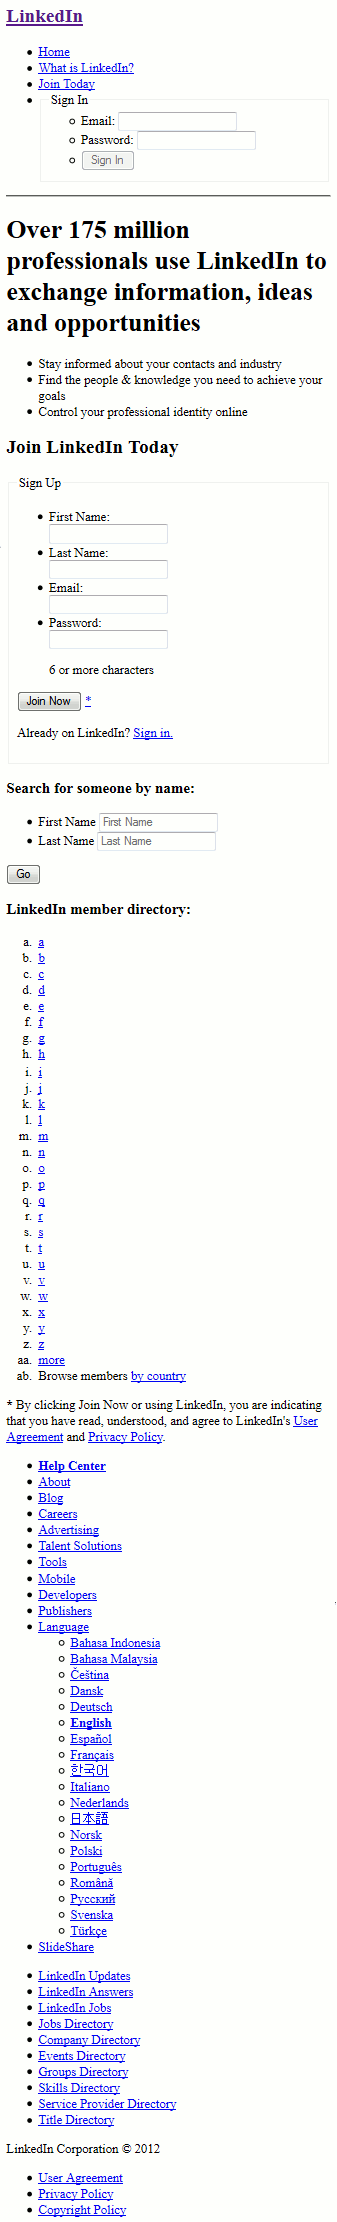 LinkedIn
Home
What is LinkedIn?
Join Today
Sign In
Email:
Password:
Sign In
Over 175 million
professionals use LinkedIn to
exchange information, ideas
and opportunities
Stay informed about your contacts and industry
Find the people & knowledge you need to achieve your
goals
Control your professional identity online
Join LinkedIn Today
Sign Up
First Name:
Last Name:
Email:
Password:
6 or more characters
Join Now *
Already on LinkedIn? Sign in.
Search for someone by name:
First Name First Name
Last Name Last Name
Go
LinkedIn member directory:
a. a
b. b
c. c
d. d
e. e
f. f
g. g
h. h
i. i
j. j
k. k
l. l
m. m
n. n
o. o
p. p
q. q
r. r
s. s
t. t
u. u
v. v
w. w
x. x
y. y
z. z
aa. more
ab. Browse members by country
* By clicking Join Now or using LinkedIn, you are indicating
that you have read, understood, and agree to LinkedIn's User
Agreement and Privacy Policy.
Help Center
About
Blog
Careers
Advertising
Talent Solutions
Tools
Mobile
Developers
Publishers
Language
Bahasa Indonesia
Bahasa Malaysia
Čeština
Dansk
Deutsch
English
Español
Français
한국어
Italiano
Nederlands
日本語
Norsk
Polski
Português
Română
Русский
Svenska
Türkçe
SlideShare
LinkedIn Updates
LinkedIn Answers
LinkedIn Jobs
Jobs Directory
Company Directory
Events Directory
Groups Directory
Skills Directory
Service Provider Directory
Title Directory
LinkedIn Corporation © 2012
User Agreement
Privacy Policy
Copyright Policy